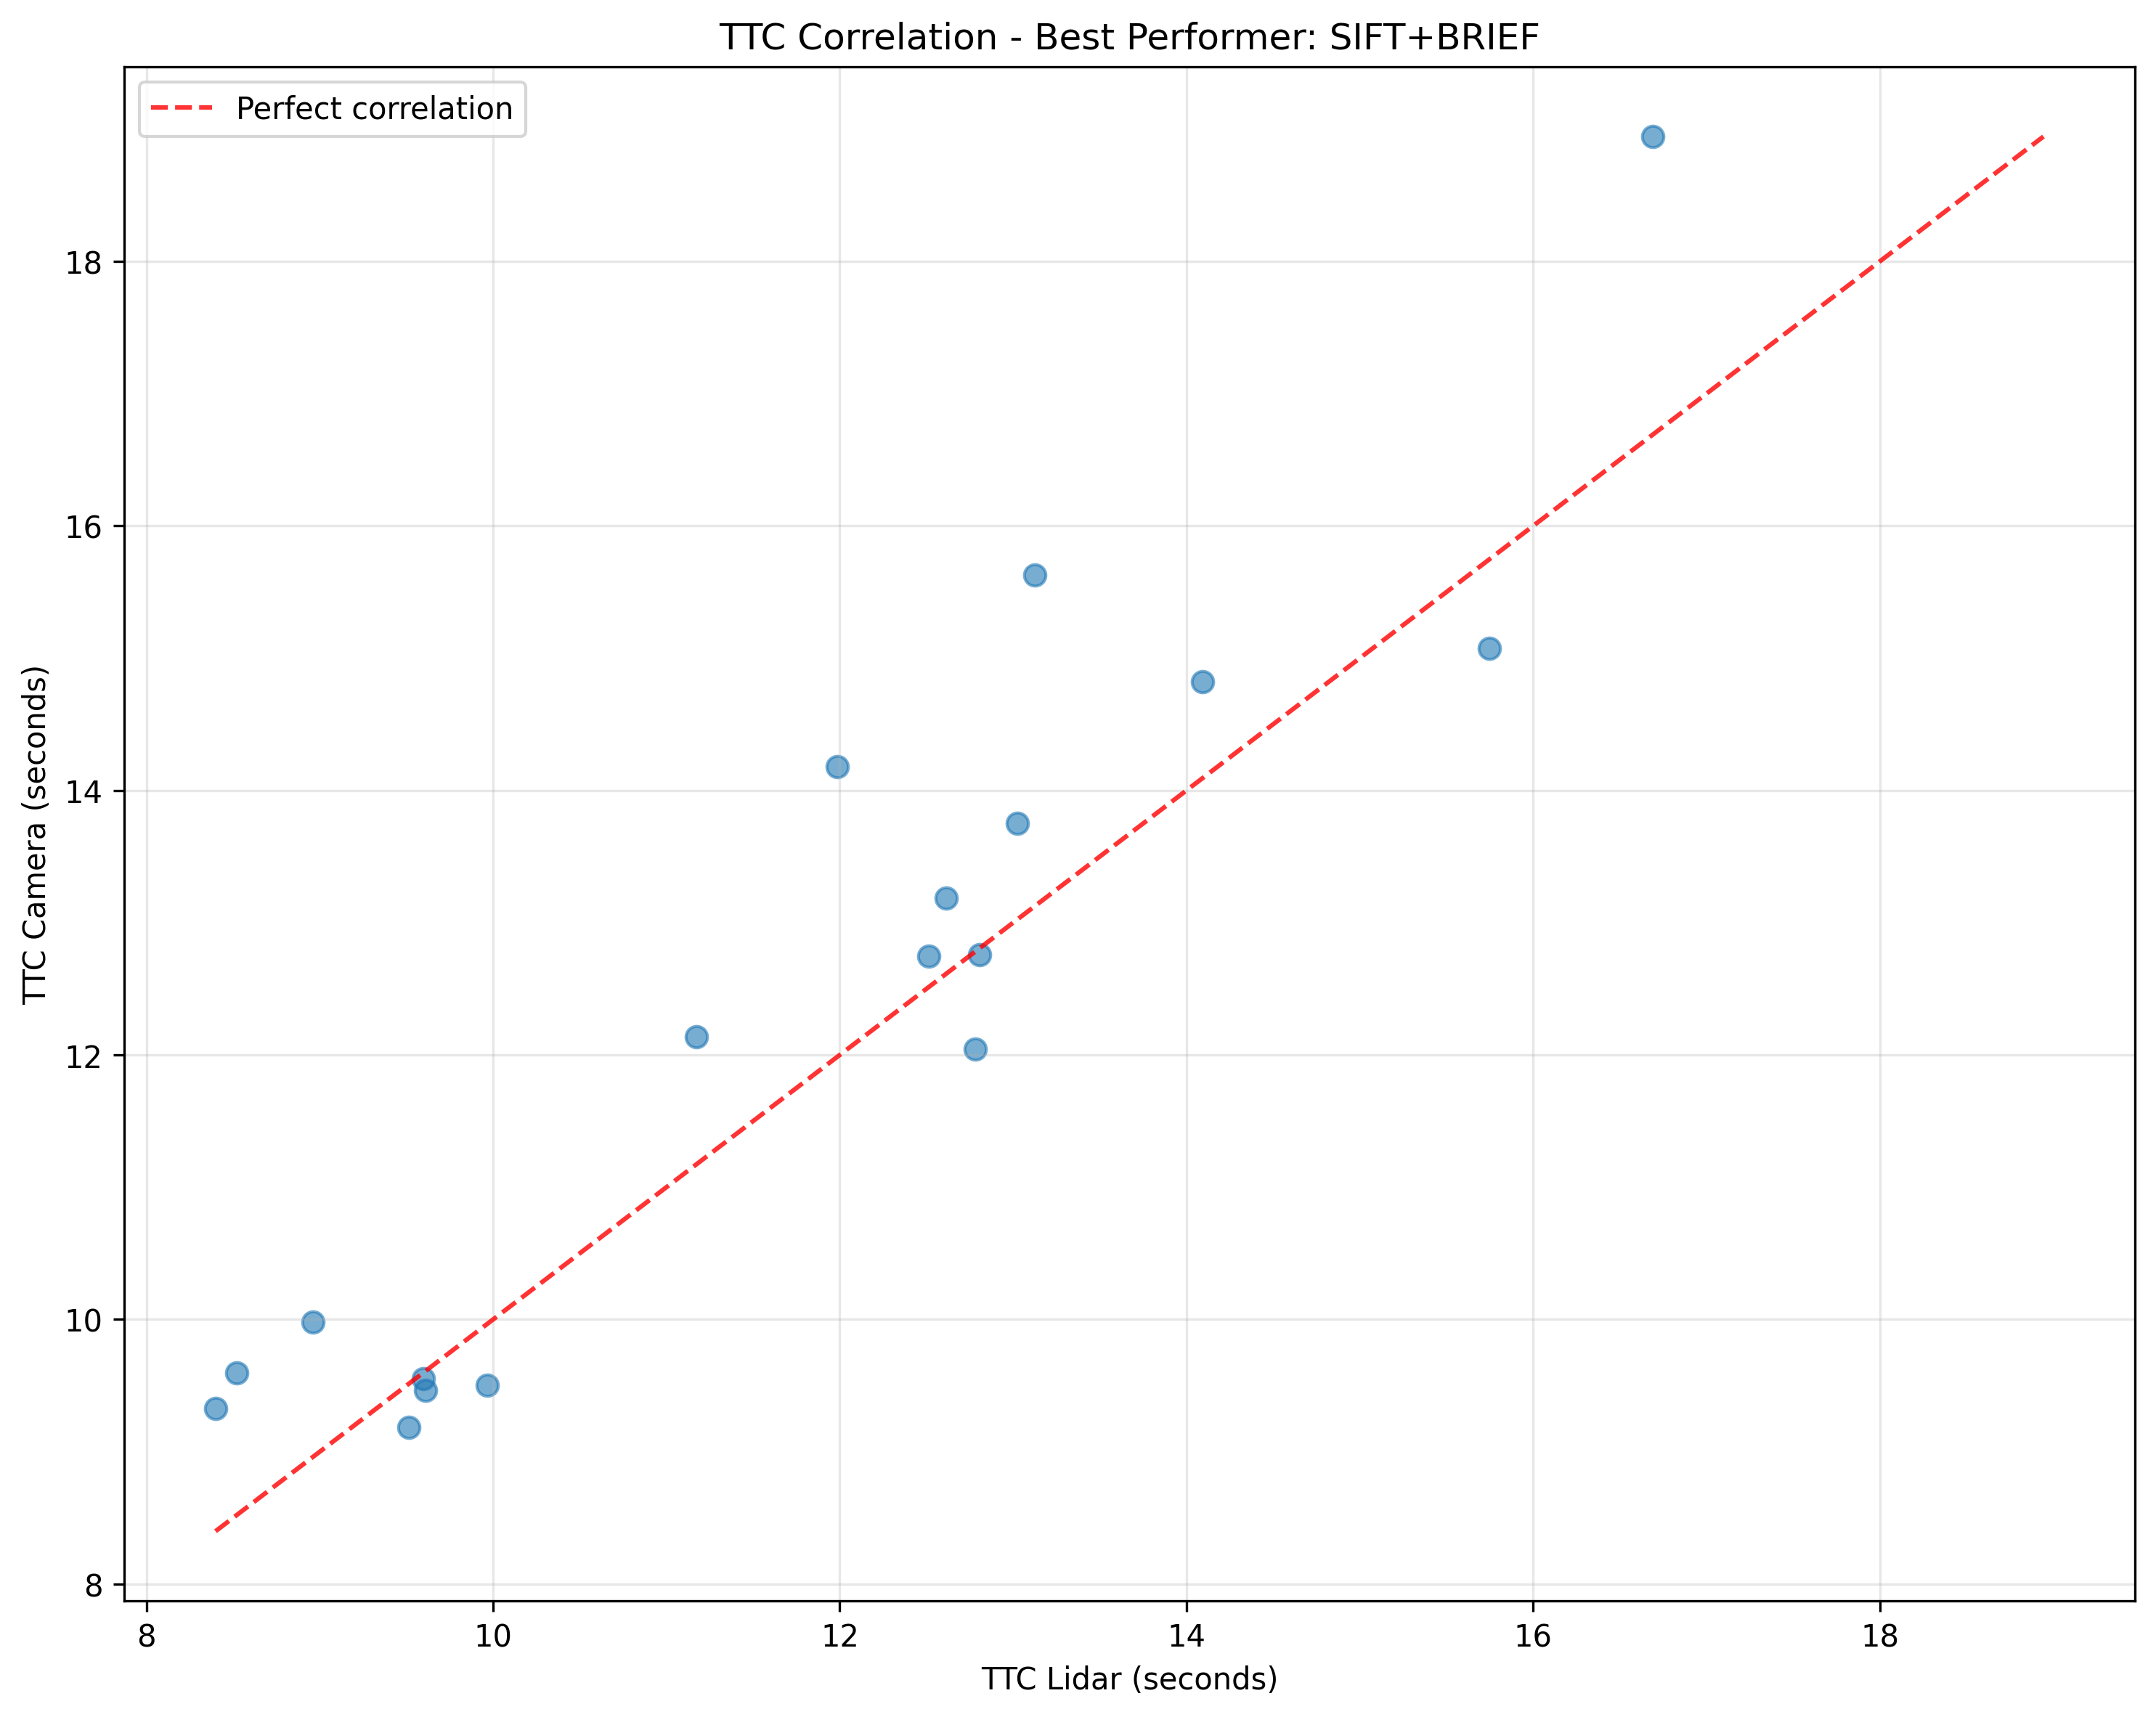 TTC Correlation - Best Performer: SIFT+BRIEF
Perfect correlation
18
16
14
12
10
8
TTC Camera (seconds)
8 10 12 14 16 18
TTC Lidar (seconds)